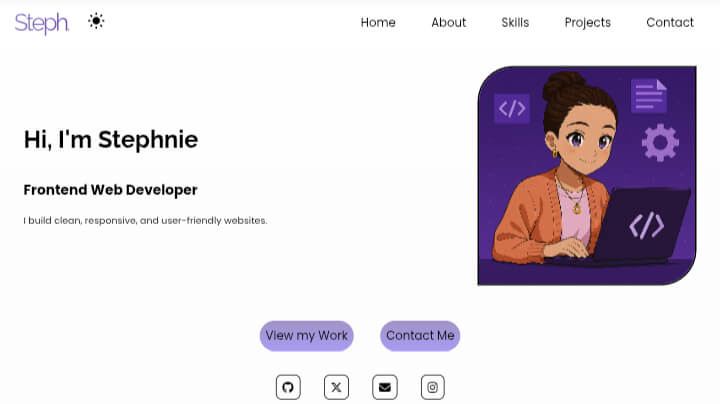 Steph.
Home About Skills Projects Contact
</>
Hi, I'm Stephnie
Frontend Web Developer
I build clean, responsive, and user-friendly websites.
</>
View my Work Contact Me